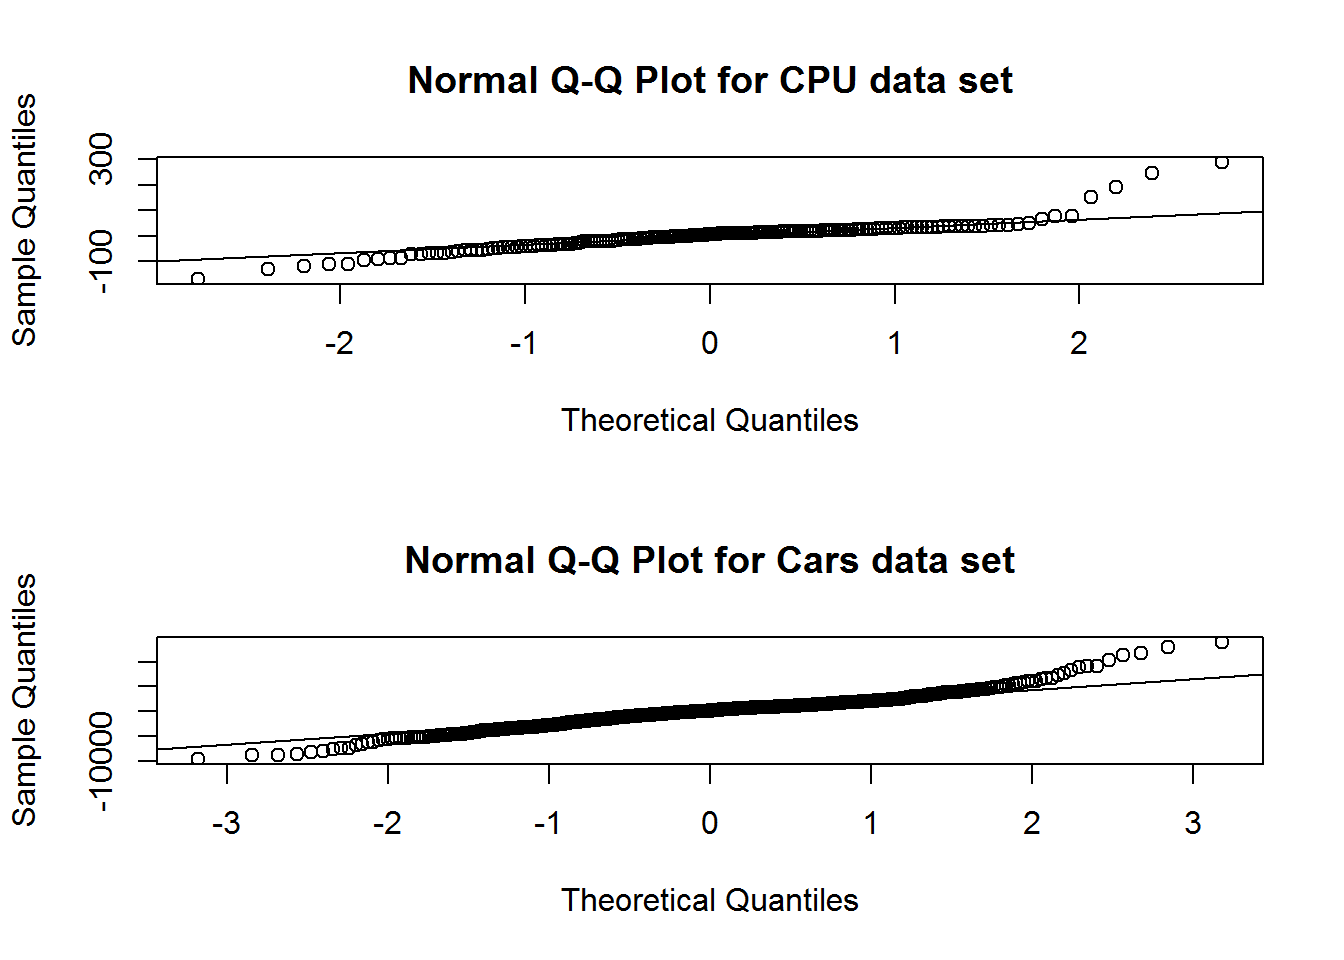 Normal Q-Q Plot for CPU data set
Sample Quantiles
300
-100
-2 -1 0 1 2
Theoretical Quantiles
Normal Q-Q Plot for Cars data set
Sample Quantiles
-10000
-3 -2 -1 0 1 2 3
Theoretical Quantiles